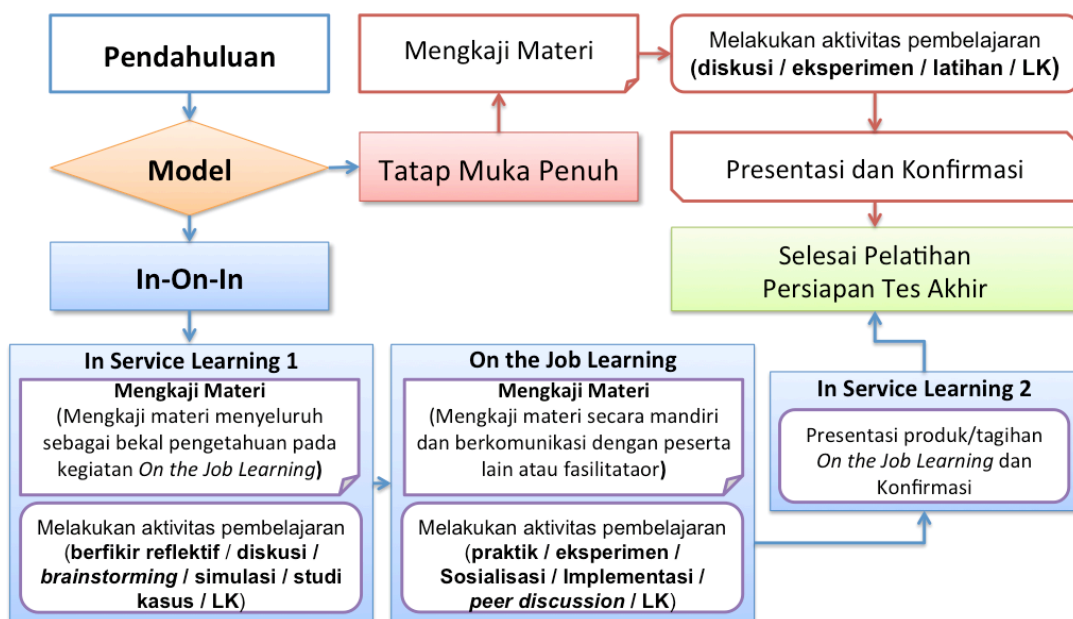 Pendahuluan
Model
Tatap Muka Penuh
Mengkaji Materi
Melakukan aktivitas pembelajaran
(diskusi / eksperimen / latihan / LK)
Presentasi dan Konfirmasi
Selesai Pelatihan
Persiapan Tes Akhir
In-On-In
In Service Learning 1
Mengkaji Materi
(Mengkaji materi menyeluruh
sebagai bekal pengetahuan pada
kegiatan On the Job Learning)
Melakukan aktivitas pembelajaran
(berfikir reflektif / diskusi /
brainstorming / simulasi / studi
kasus / LK)
On the Job Learning
Mengkaji Materi
(Mengkaji materi secara mandiri
dan berkomunikasi dengan peserta
lain atau fasilitataor)
Melakukan aktivitas pembelajaran
(praktik / eksperimen /
Sosialisasi / Implementasi /
peer discussion / LK)
In Service Learning 2
Presentasi produk/tagihan
On the Job Learning dan
Konfirmasi